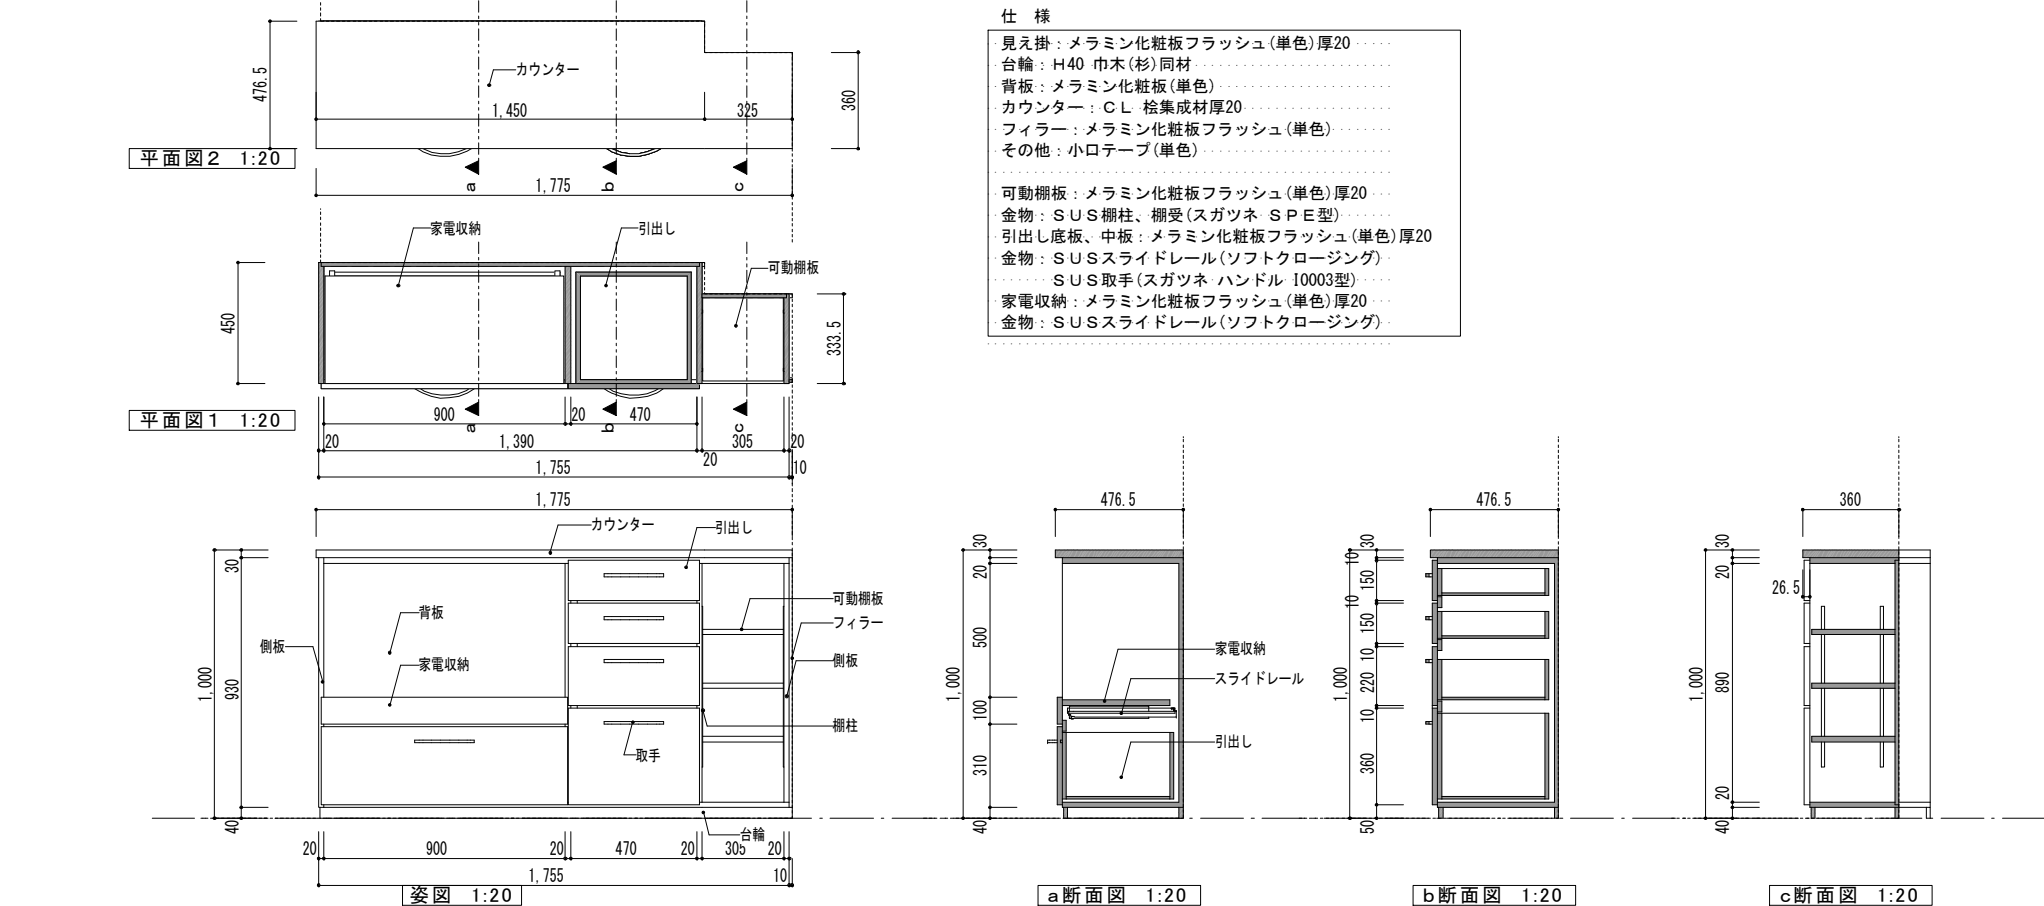 仕 様
見え掛：メラミン化粧板フラッシュ(単色)厚20
台輪：H40 巾木(杉)同材
背板：メラミン化粧板(単色)
カウンター：ＣＬ 桧集成材厚20
フィラー：メラミン化粧板フラッシュ(単色)
その他：小口テープ(単色)
可動棚板：メラミン化粧板フラッシュ(単色)厚20
金物：ＳＵＳ棚柱、棚受(スガツネ ＳＰＥ型)
引出し底板、中板：メラミン化粧板フラッシュ(単色)厚20
金物：ＳＵＳスライドレール(ソフトクロージング)
ＳＵＳ取手(スガツネ ハンドル I0003型)
家電収納：メラミン化粧板フラッシュ(単色)厚20
金物：ＳＵＳスライドレール(ソフトクロージング)
476.5
カウンター
1,450
325
360
平面図２ 1:20
a
b
c
1,775
家電収納
引出し
可動棚板
450
333.5
平面図１ 1:20
900
20
470
a
b
c
20
1,390
20
305
20
1,755
10
1,775
カウンター
引出し
30
930
1,000
40
背板
側板
家電収納
可動棚板
フィラー
側板
棚柱
取手
台輪
20
900
20
470
20
305
20
1,755
10
姿図 1:20
476.5
30
20
500
100
310
40
1,000
家電収納
スライドレール
引出し
a断面図 1:20
476.5
30
10
150
10
150
10
220
10
360
50
1,000
b断面図 1:20
360
30
20
26.5
890
1,000
20
40
c断面図 1:20